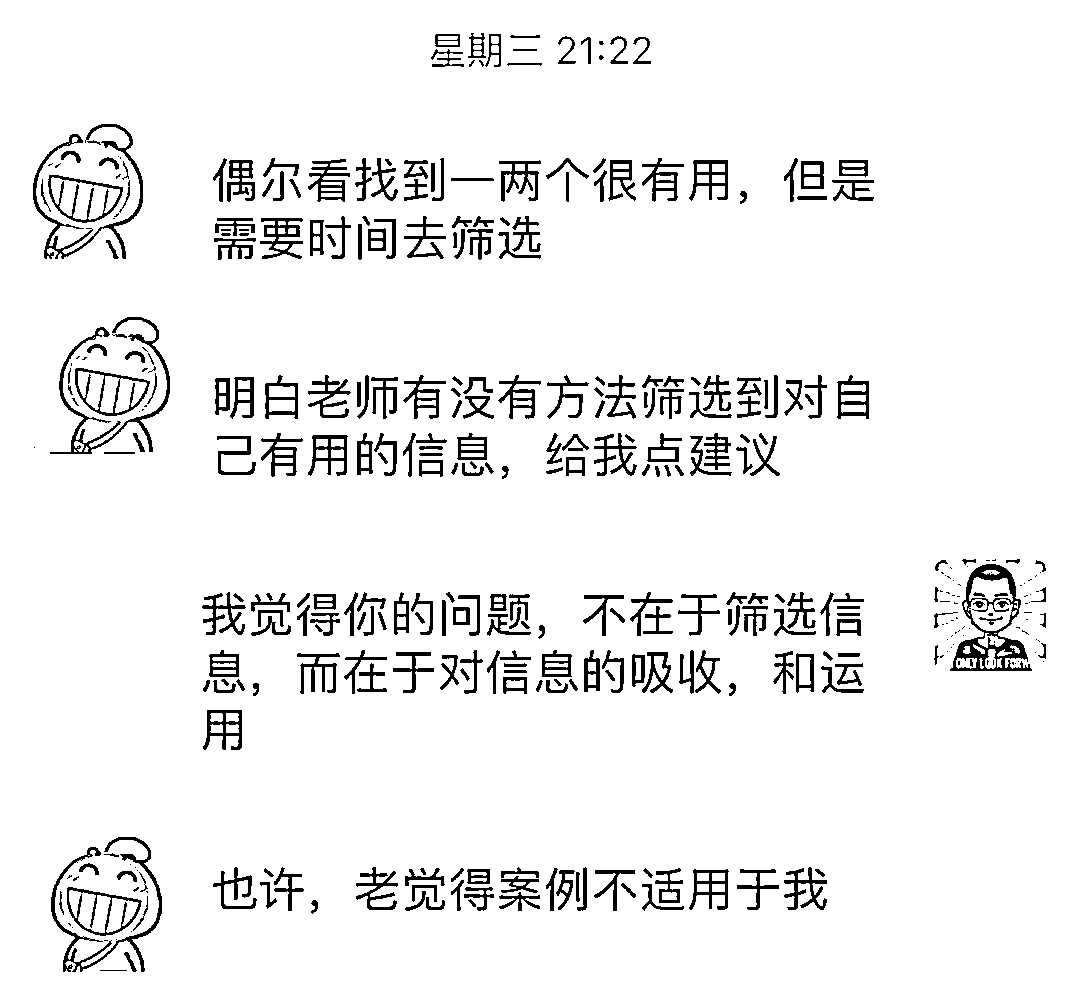 星期三 21:22
偶尔看找到一两个很有用，但是
需要时间去筛选
明白老师有没有方法筛选到对自
己有用的信息，给我点建议
我觉得你的问题，不在于筛选信
息，而在于对信息的吸收，和运
用
ONLY LOOK FORW
也许，老觉得案例不适用于我